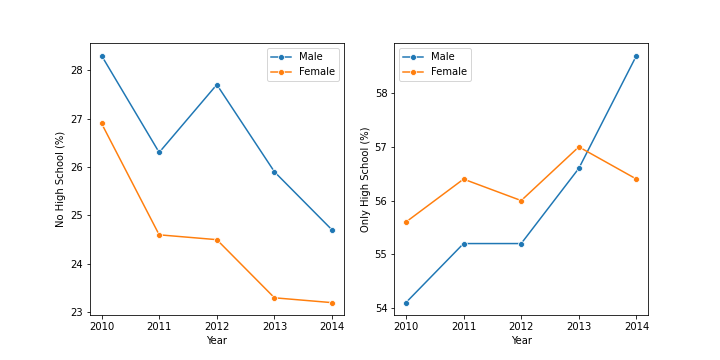 No High School (%)
28
27
26
25
24
23
Male
Female
2010 2011 2012 2013 2014
Year
Only High School (%)
58
57
56
55
54
Male
Female
2010 2011 2012 2013 2014
Year